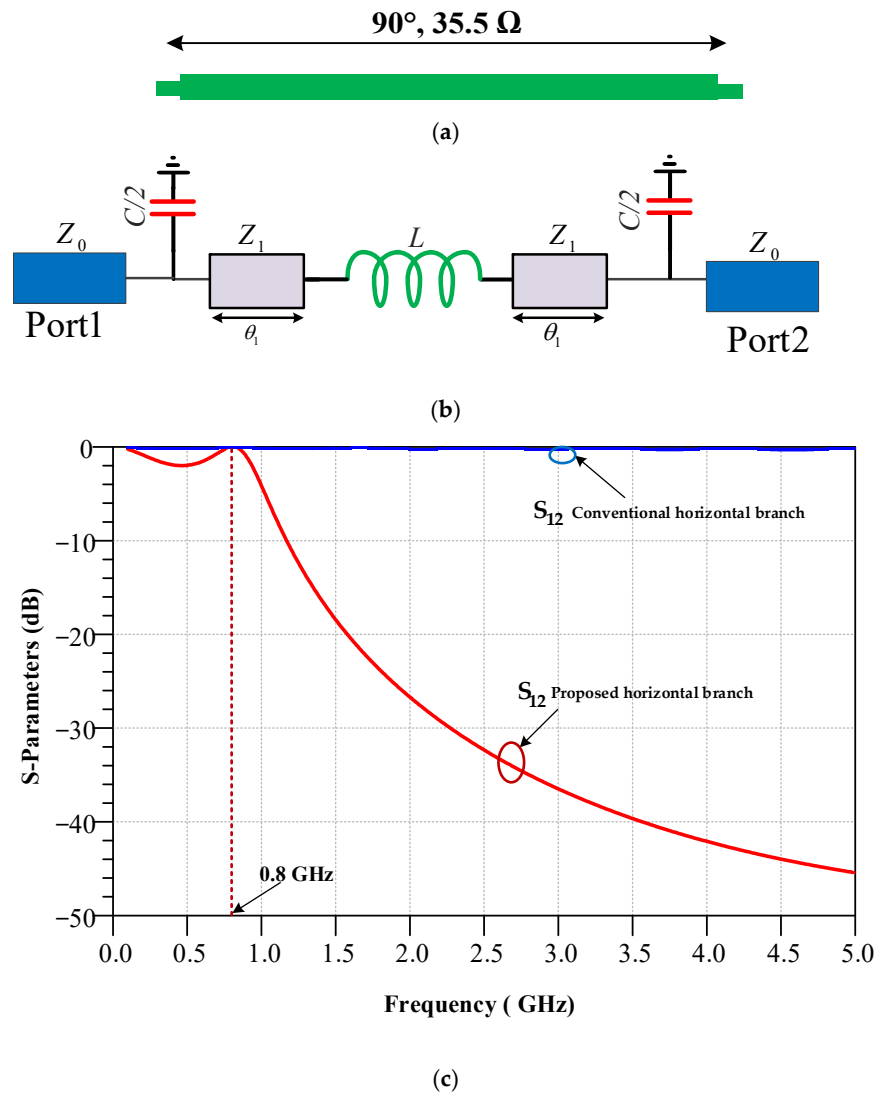 90°, 35.5 Ω
(a)
C/2
C/2
Z0
Z1
L
Z1
Z0
Port1
θ1
θ1
Port2
(b)
0
−10
−20
−30
−40
−50
S-Parameters (dB)
S12 Conventional horizontal branch
S12 Proposed horizontal branch
0.8 GHz
0.0 0.5 1.0 1.5 2.0 2.5 3.0 3.5 4.0 4.5 5.0
Frequency ( GHz)
(c)